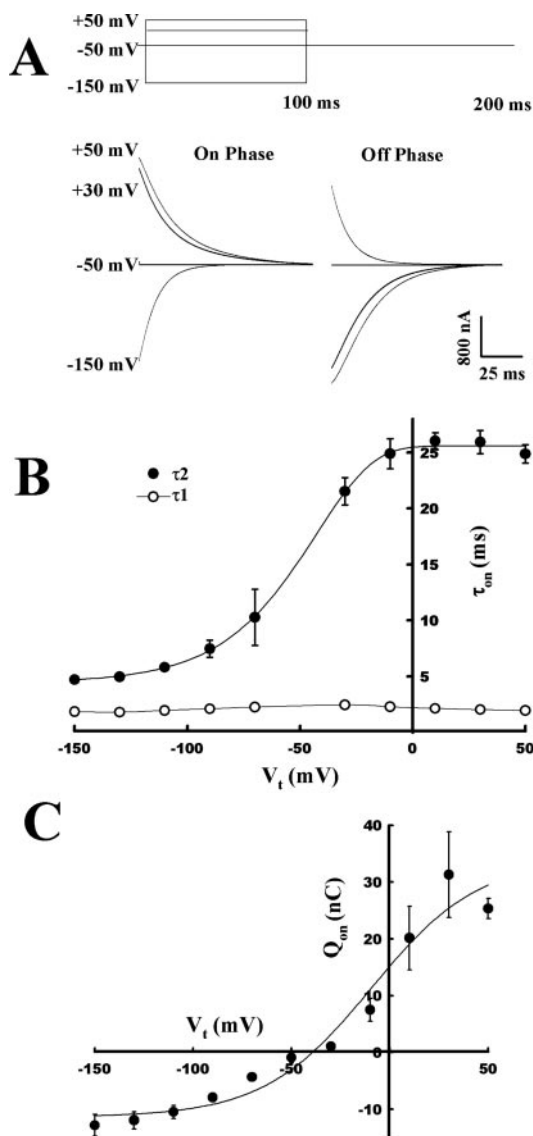 A
+50 mV
-50 mV
-150 mV
100 ms
200 ms
+50 mV
On Phase
Off Phase
+30 mV
-50 mV
-150 mV
800 nA
25 ms
B
τ2
τ1
25
20
15
10
5
τon (ms)
-150
-100
-50
0
50
Vt (mV)
C
40
30
20
10
0
-10
Qon (nC)
Vt (mV)
-150
-100
-50
50